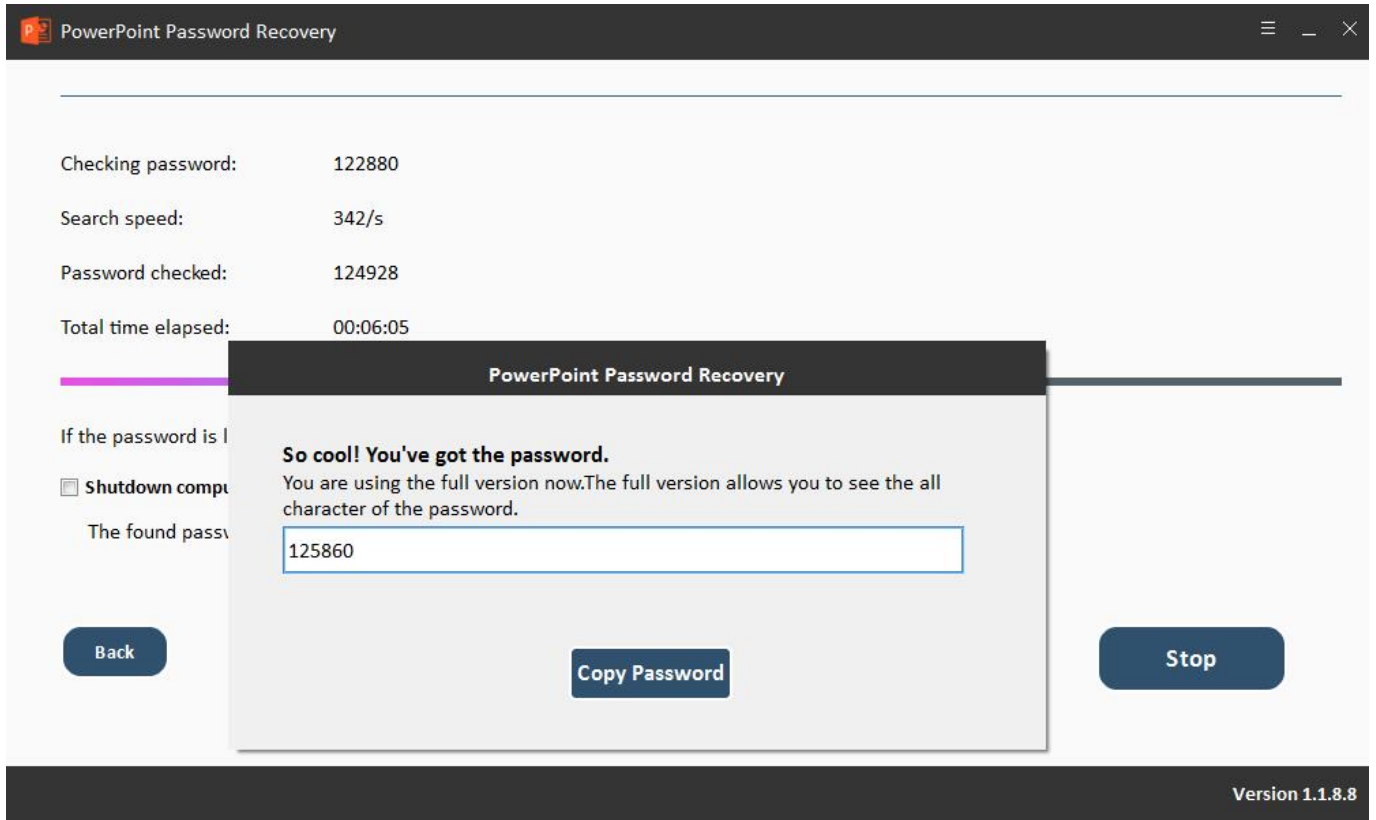 PowerPoint Password Recovery
Checking password: 122880
Search speed: 342/s
Password checked: 124928
Total time elapsed: 00:06:05
PowerPoint Password Recovery
If the password is
So cool! You've got the password.
You are using the full version now.The full version allows you to see the all
Shutdown
character of the password.
The found
125860
Back
Copy Password
Stop
Version 1.1.8.8